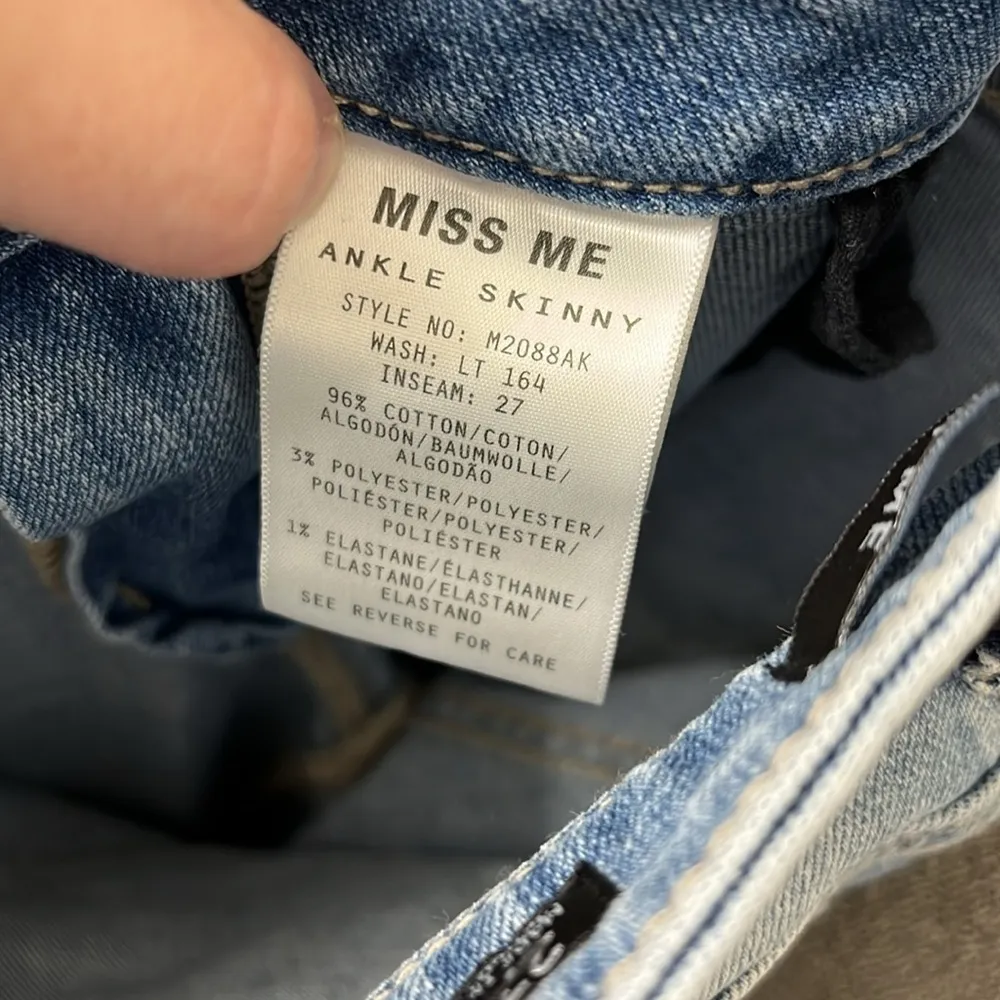 MISS ME
ANKLE SKINNY
STYLE NO: M2088AK
WASH: LT 164
INSEAM: 27
96% COTTON/COTON/
ALGODÓN/BAUMWOLLE/
ALGODÃO
3% POLYESTER/POLYESTER/
POLIÉSTER/POLYESTER/
POLIÉSTER
1% ELASTANE/ÉLASTHANNE/
ELASTANO/ELASTAN/
ELASTANO
SEE REVERSE FOR CARE